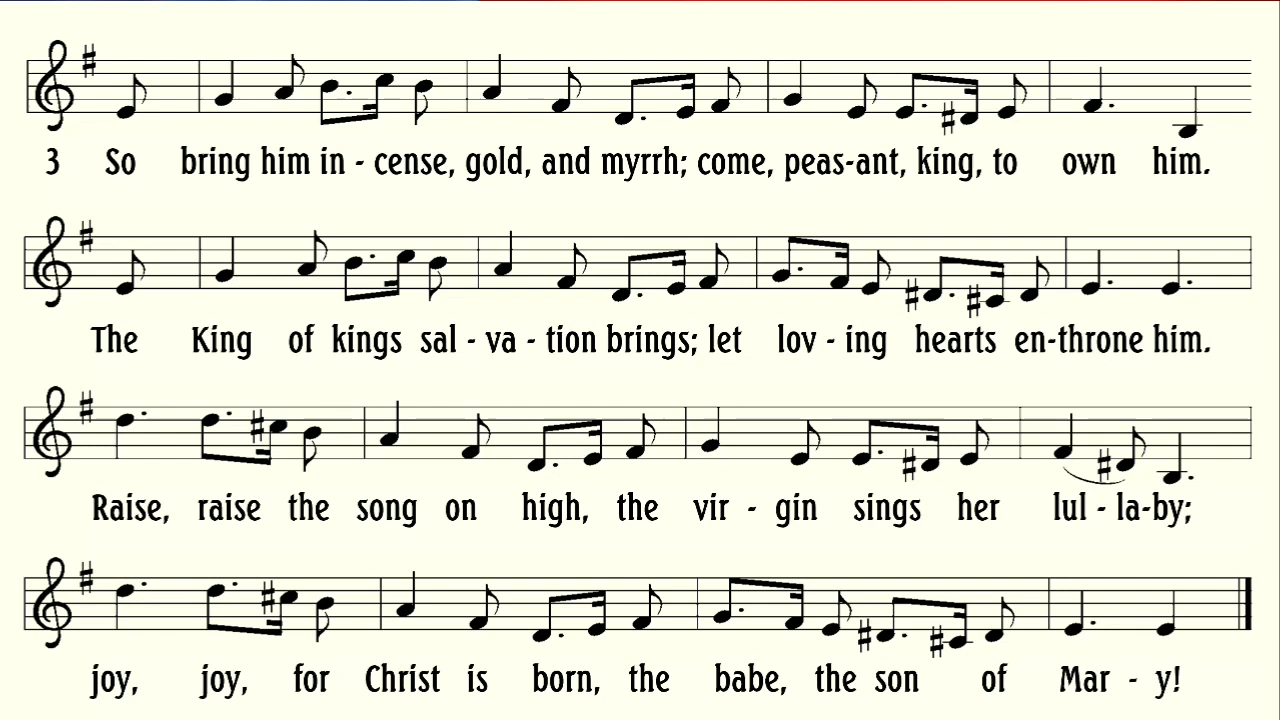 3 So bring him in - cense, gold, and myrrh; come, peas-ant, king, to own him.
The King of kings sal - va - tion brings; let lov - ing hearts en-throne him.
Raise, raise the song on high, the vir - gin sings her lul - la-by;
joy, joy, for Christ is born, the babe, the son of Mar - y!